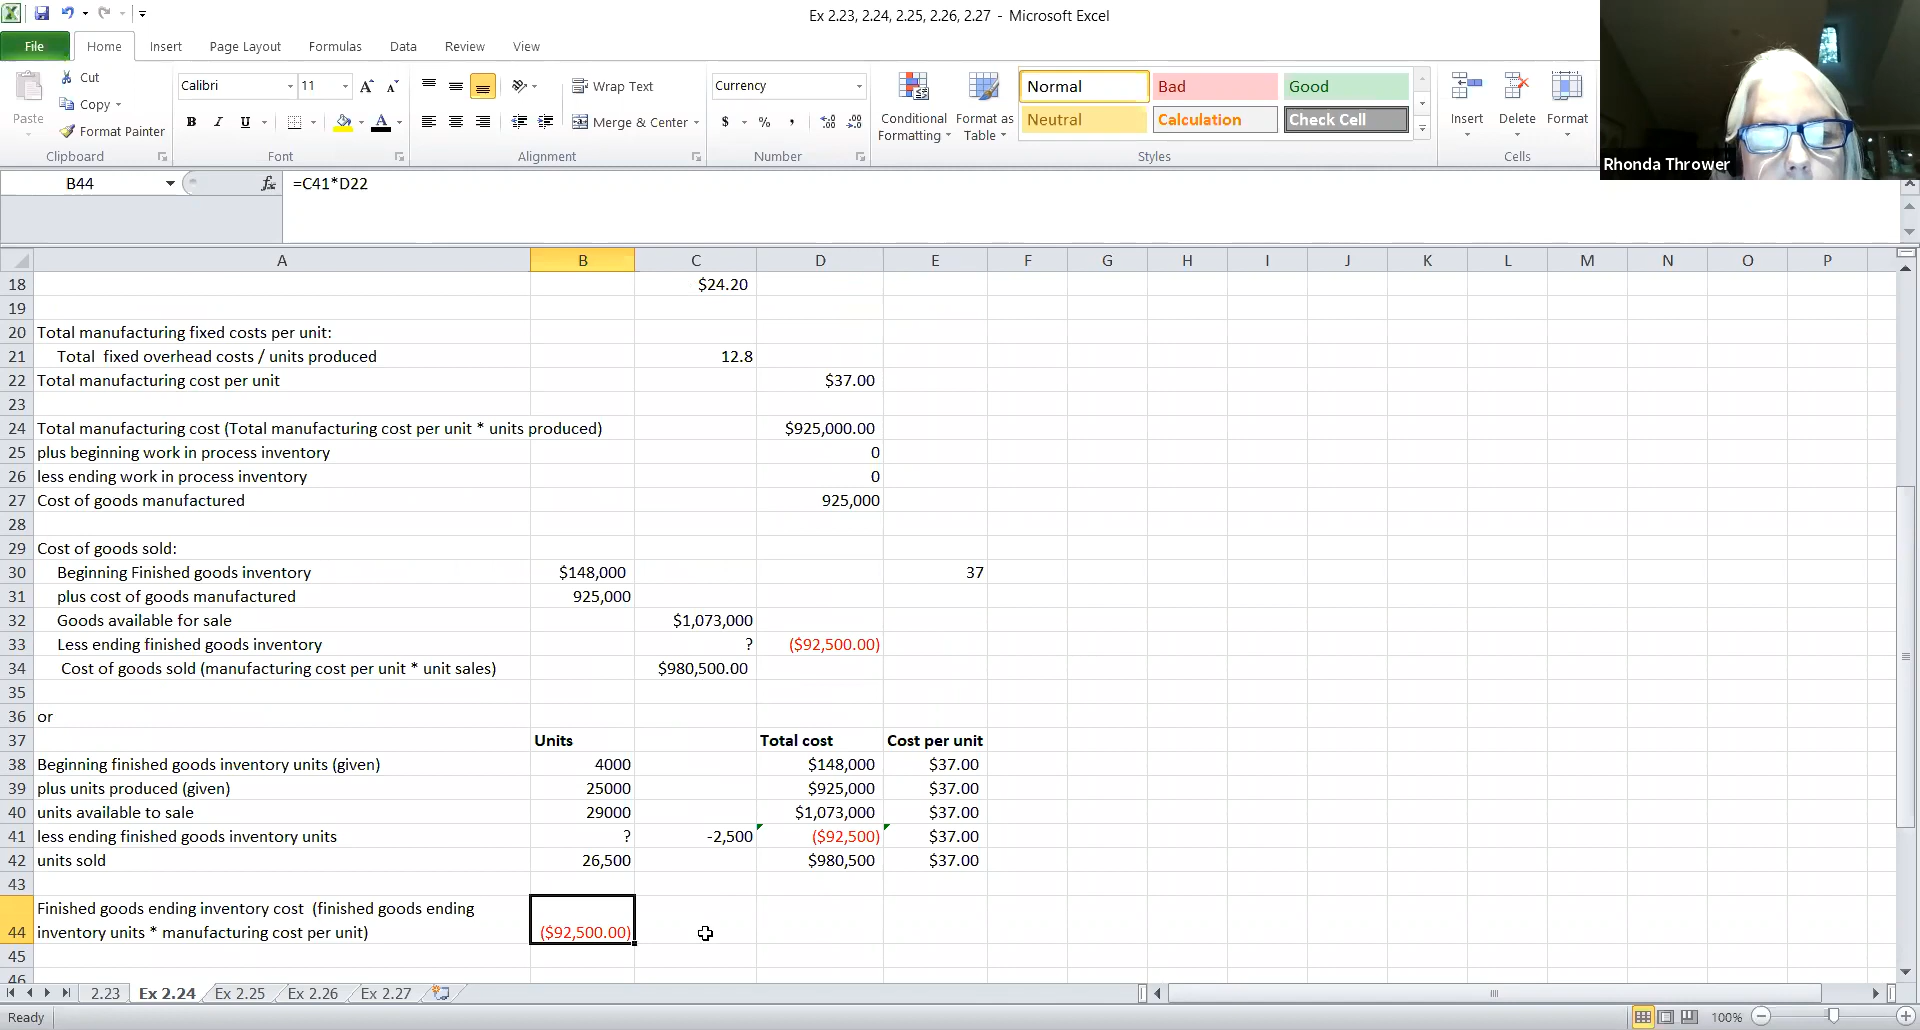 Ex 2.23, 2.24, 2.25, 2.26, 2.27 - Microsoft Excel
File Home Insert Page Layout Formulas Data Review View
Paste
Cut
Copy
Format Painter
Clipboard
Calibri 11
B I U
Font
Wrap Text
Merge & Center
Alignment
Currency
$ % ,
Number
Conditional Formatting
Format as Table
Normal Bad Good
Neutral Calculation Check Cell
Styles
Insert Delete Format
Cells
Rhonda Thrower
B44 fx =C41*D22
A B C D E F G H I J K L M N O P
18 $24.20
19
20 Total manufacturing fixed costs per unit:
21 Total fixed overhead costs / units produced 12.8
22 Total manufacturing cost per unit $37.00
23
24 Total manufacturing cost (Total manufacturing cost per unit * units produced) $925,000.00
25 plus beginning work in process inventory 0
26 less ending work in process inventory 0
27 Cost of goods manufactured 925,000
28
29 Cost of goods sold:
30 Beginning Finished goods inventory $148,000 37
31 plus cost of goods manufactured 925,000
32 Goods available for sale $1,073,000
33 Less ending finished goods inventory ? ($92,500.00)
34 Cost of goods sold (manufacturing cost per unit * unit sales) $980,500.00
35
36 or
37 Units Total cost Cost per unit
38 Beginning finished goods inventory units (given) 4000 $148,000 $37.00
39 plus units produced (given) 25000 $925,000 $37.00
40 units available to sale 29000 $1,073,000 $37.00
41 less ending finished goods inventory units ? -2,500 ($92,500) $37.00
42 units sold 26,500 $980,500 $37.00
43
Finished goods ending inventory cost (finished goods ending
44 inventory units * manufacturing cost per unit) ($92,500.00)
45
46
2.23 Ex 2.24 Ex 2.25 Ex 2.26 Ex 2.27
Ready 100%